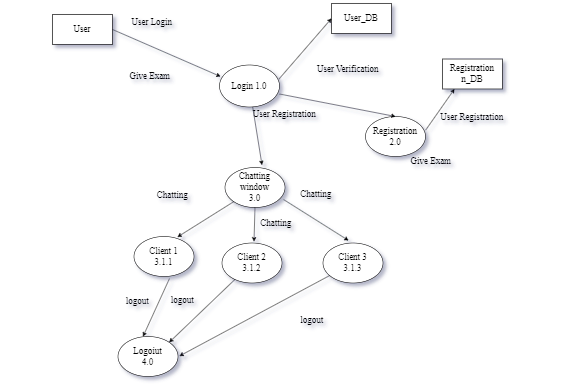 User Login
User_DB
User
User Verification
Registration
n_DB
Give Exam
Login 1.0
User Registration
User Registration
Registration
2.0
Give Exam
Chatting
window
3.0
Chatting
Chatting
Chatting
Client 1
3.1.1
Client 2
3.1.2
Client 3
3.1.3
logout
logout
logout
Logoiut
4.0